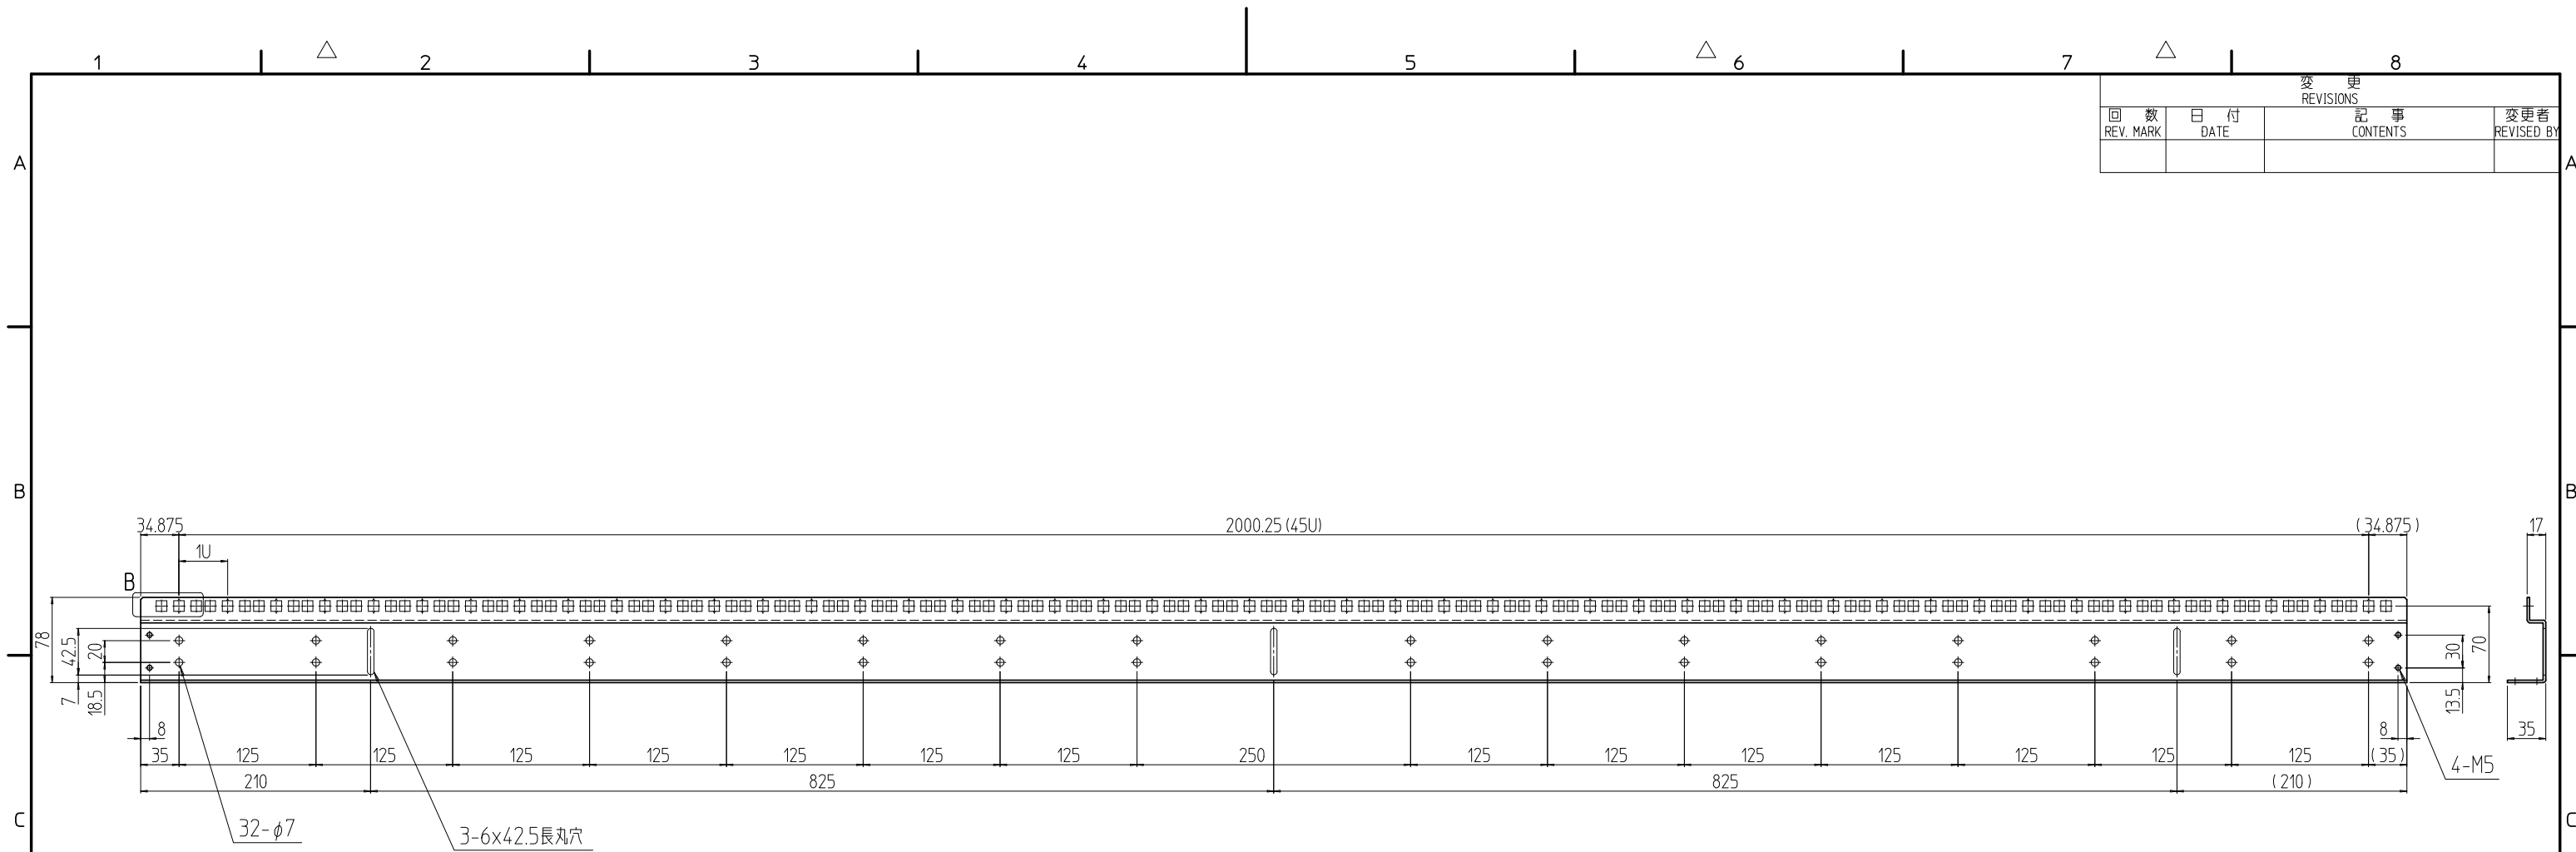 1 2 3 4 5 6 7 8
変 更
REVISIONS
回 数 日 付 記 事 変更者
REV. MARK DATE CONTENTS REVISED BY
A A
B B
34.875 2000.25 (45U) (34.875) 17
1U
B
78 42.5 20 30 70
7 18.5 13.5
8 8 35
35 125 125 125 125 125 125 125 250 125 125 125 125 125 125 125 (35)
4-M5
210 825 825 (210)
32-φ7
3-6x42.5長丸穴
C C